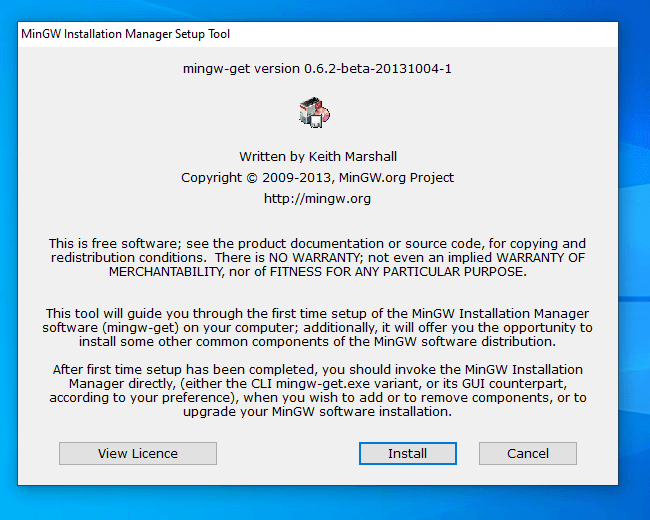 MinGW Installation Manager Setup Tool
mingw-get version 0.6.2-beta-20131004-1
Written by Keith Marshall
Copyright © 2009-2013, MinGW.org Project
http://mingw.org
This is free software; see the product documentation or source code, for copying and
redistribution conditions.  There is NO WARRANTY; not even an implied WARRANTY OF
MERCHANTABILITY, nor of FITNESS FOR ANY PARTICULAR PURPOSE.
This tool will guide you through the first time setup of the MinGW Installation Manager
software (mingw-get) on your computer; additionally, it will offer you the opportunity to
install some other common components of the MinGW software distribution.
After first time setup has been completed, you should invoke the MinGW Installation
Manager directly, (either the CLI mingw-get.exe variant, or its GUI counterpart,
according to your preference), when you wish to add or to remove components, or to
upgrade your MinGW software installation.
View Licence
Install
Cancel